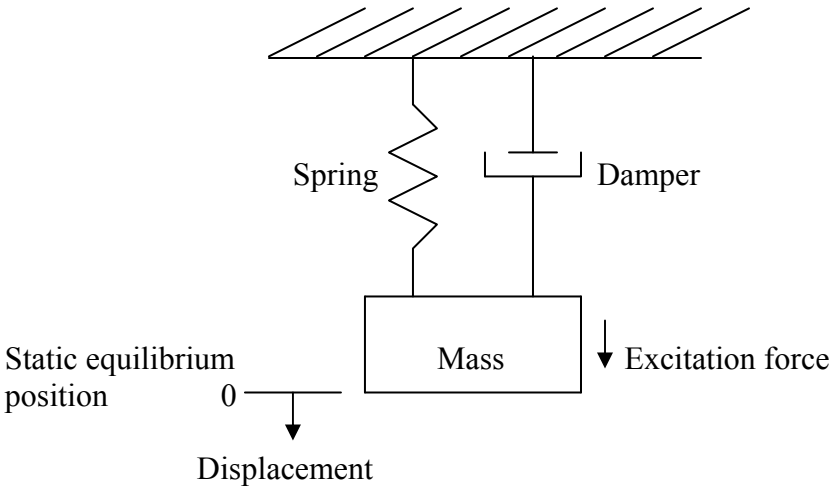 Spring
Damper
Mass
Excitation force
Static equilibrium
position
0
Displacement